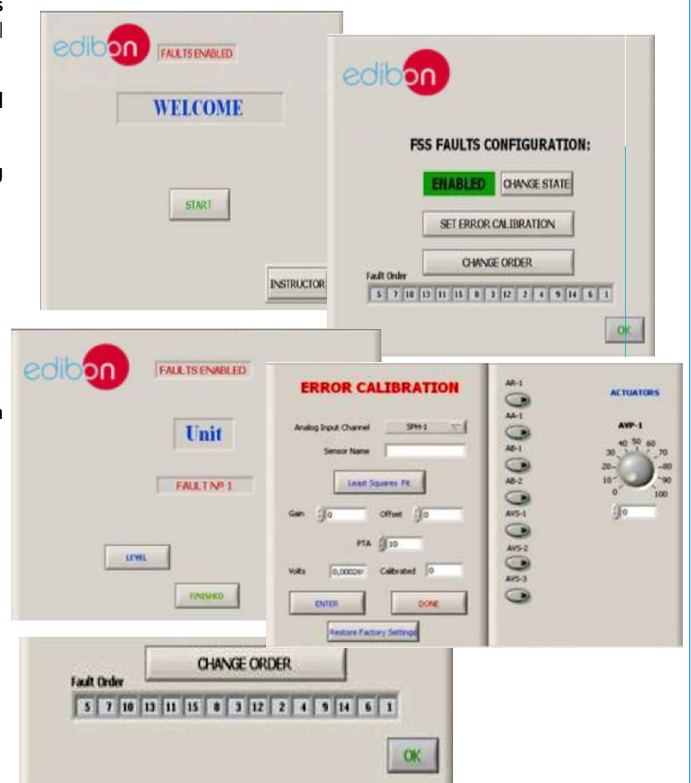 edibon
FAULTS ENABLED
WELCOME
START
INSTRUCTOR
edibon
FSS FAULTS CONFIGURATION:
ENABLED CHANGE STATE
SET ERROR CALIBRATION
CHANGE ORDER
Fault Order
5 7 10 13 11 15 8 3 12 2 4 9 14 6 1
OK
edibon
FAULTS ENABLED
Unit
FAULT Nº 1
LEVEL
FINISHED
ERROR CALIBRATION
Analog Input Channel SPH-1
Sensor Name
Least Squares Fit
Gain 0 Offset 0
PTA 10
Volts 0,00026 Calibrated 0
ENTER DONE
Restore Factory Settings
AR-1
AA-1
AB-1
AB-2
AVS-1
AVS-2
AVS-3
ACTUATORS
AVP-1
0 10 20 30 40 50 60 70 80 90 100
0
CHANGE ORDER
Fault Order
5 7 10 13 11 15 8 3 12 2 4 9 14 6 1
OK